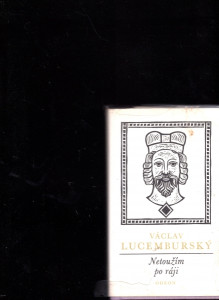 VÁCLAV
LUCEMBURSKÝ
Netoužím
po ráji